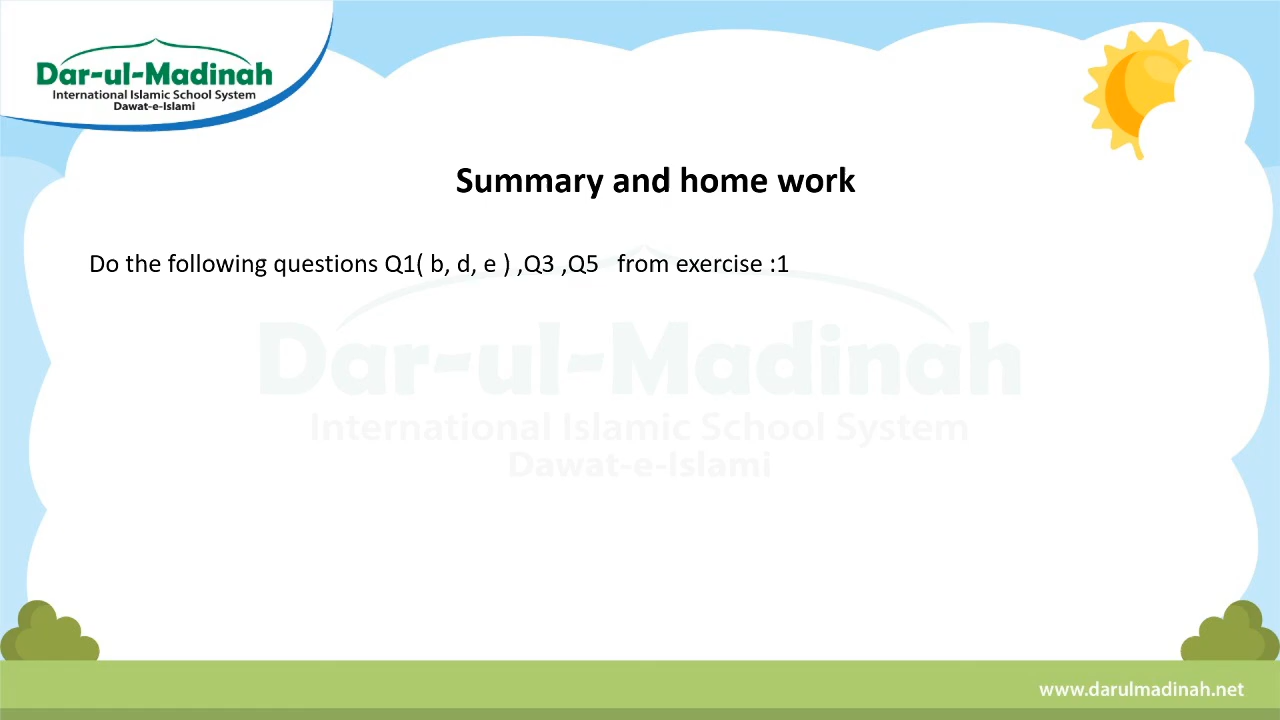 Dar-ul-Madinah
International Islamic School System
Dawat-e-Islami
Summary and home work
Do the following questions Q1( b, d, e ) ,Q3 ,Q5   from exercise :1
Dar-ul-Madinah
International Islamic School System
Dawat-e-Islami
www.darulmadinah.net